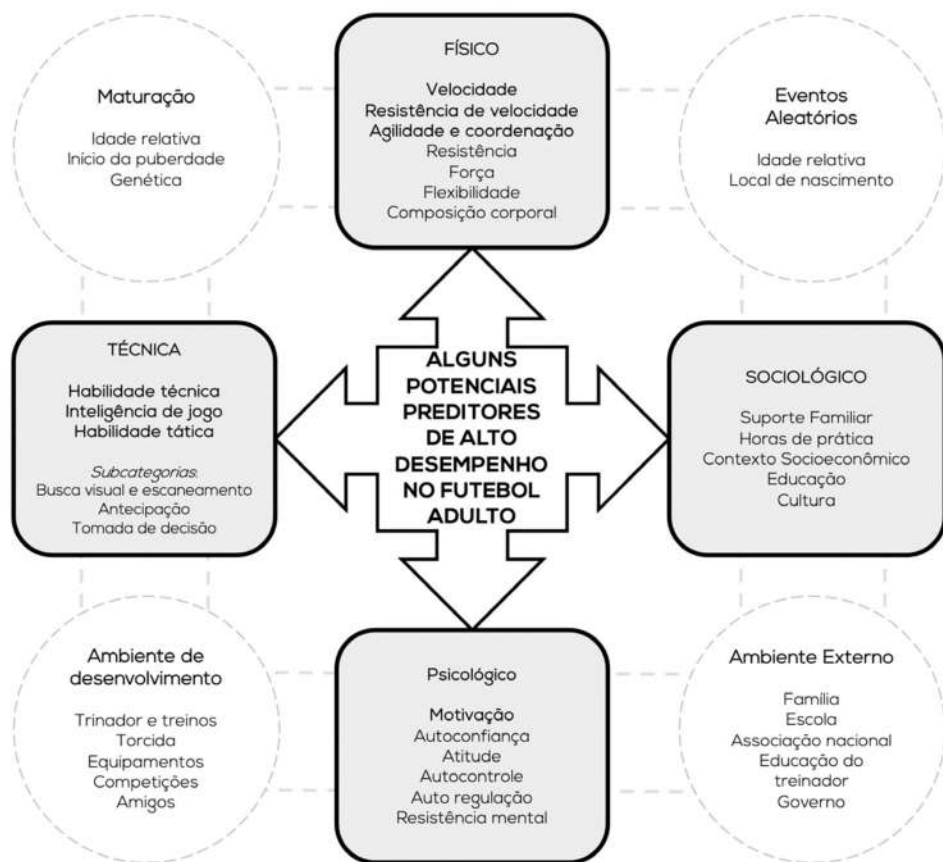 FÍSICO
Velocidade
Resistência de velocidade
Agilidade e coordenação
Resistência
Força
Flexibilidade
Composição corporal
Maturação
Idade relativa
Início da puberdade
Genética
Eventos
Aleatórios
Idade relativa
Local de nascimento
TÉCNICA
Habilidade técnica
Inteligência de jogo
Habilidade tática
Subcategorias:
Busca visual e escaneamento
Antecipação
Tomada de decisão
ALGUNS
POTENCIAIS
PREDITORES
DE ALTO
DESEMPENHO
NO FUTEBOL
ADULTO
SOCIOLÓGICO
Suporte Familiar
Horas de prática
Contexto Socioeconômico
Educação
Cultura
Ambiente de
desenvolvimento
Trinador e treinos
Torcida
Equipamentos
Competições
Amigos
Psicológico
Motivação
Autoconfiança
Atitude
Autocontrole
Auto regulação
Resistência mental
Ambiente Externo
Família
Escola
Associação nacional
Educação do
treinador
Governo